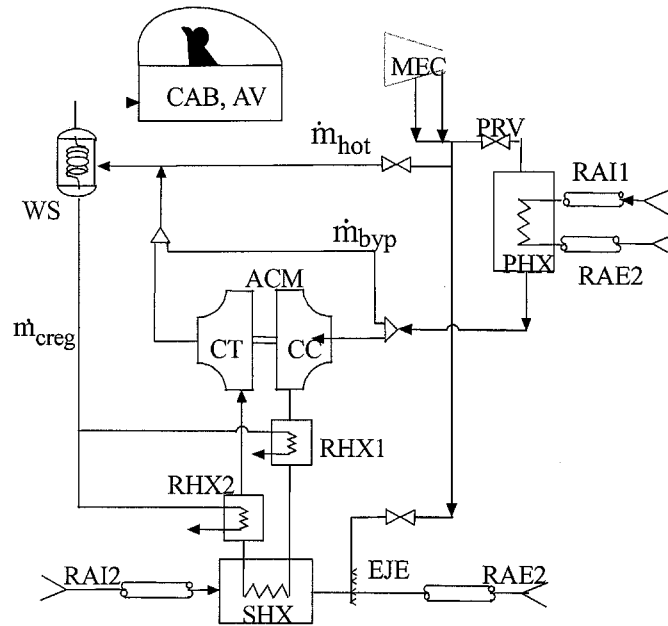 MEC
CAB, AV
PRV
ṁhot
RAI1
WS
ṁbyp
PHX
RAE2
ACM
ṁcreg
CT
CC
RHX1
RHX2
EJE
RAI2
RAE2
SHX